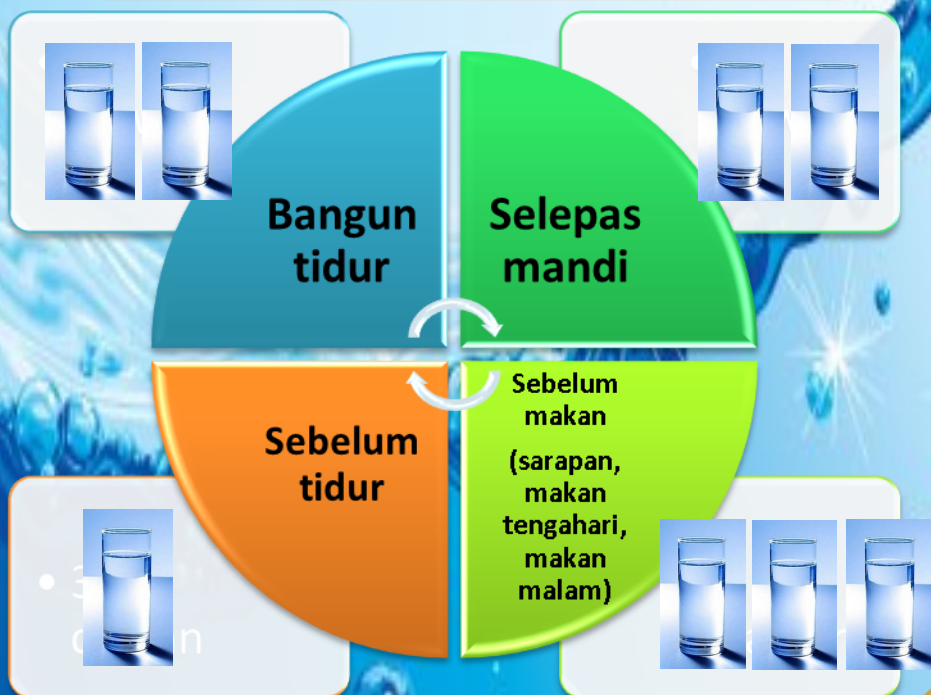 Bangun
tidur
Selepas
mandi
Sebelum
makan
(sarapan,
makan
tengahari,
makan
malam)
Sebelum
tidur